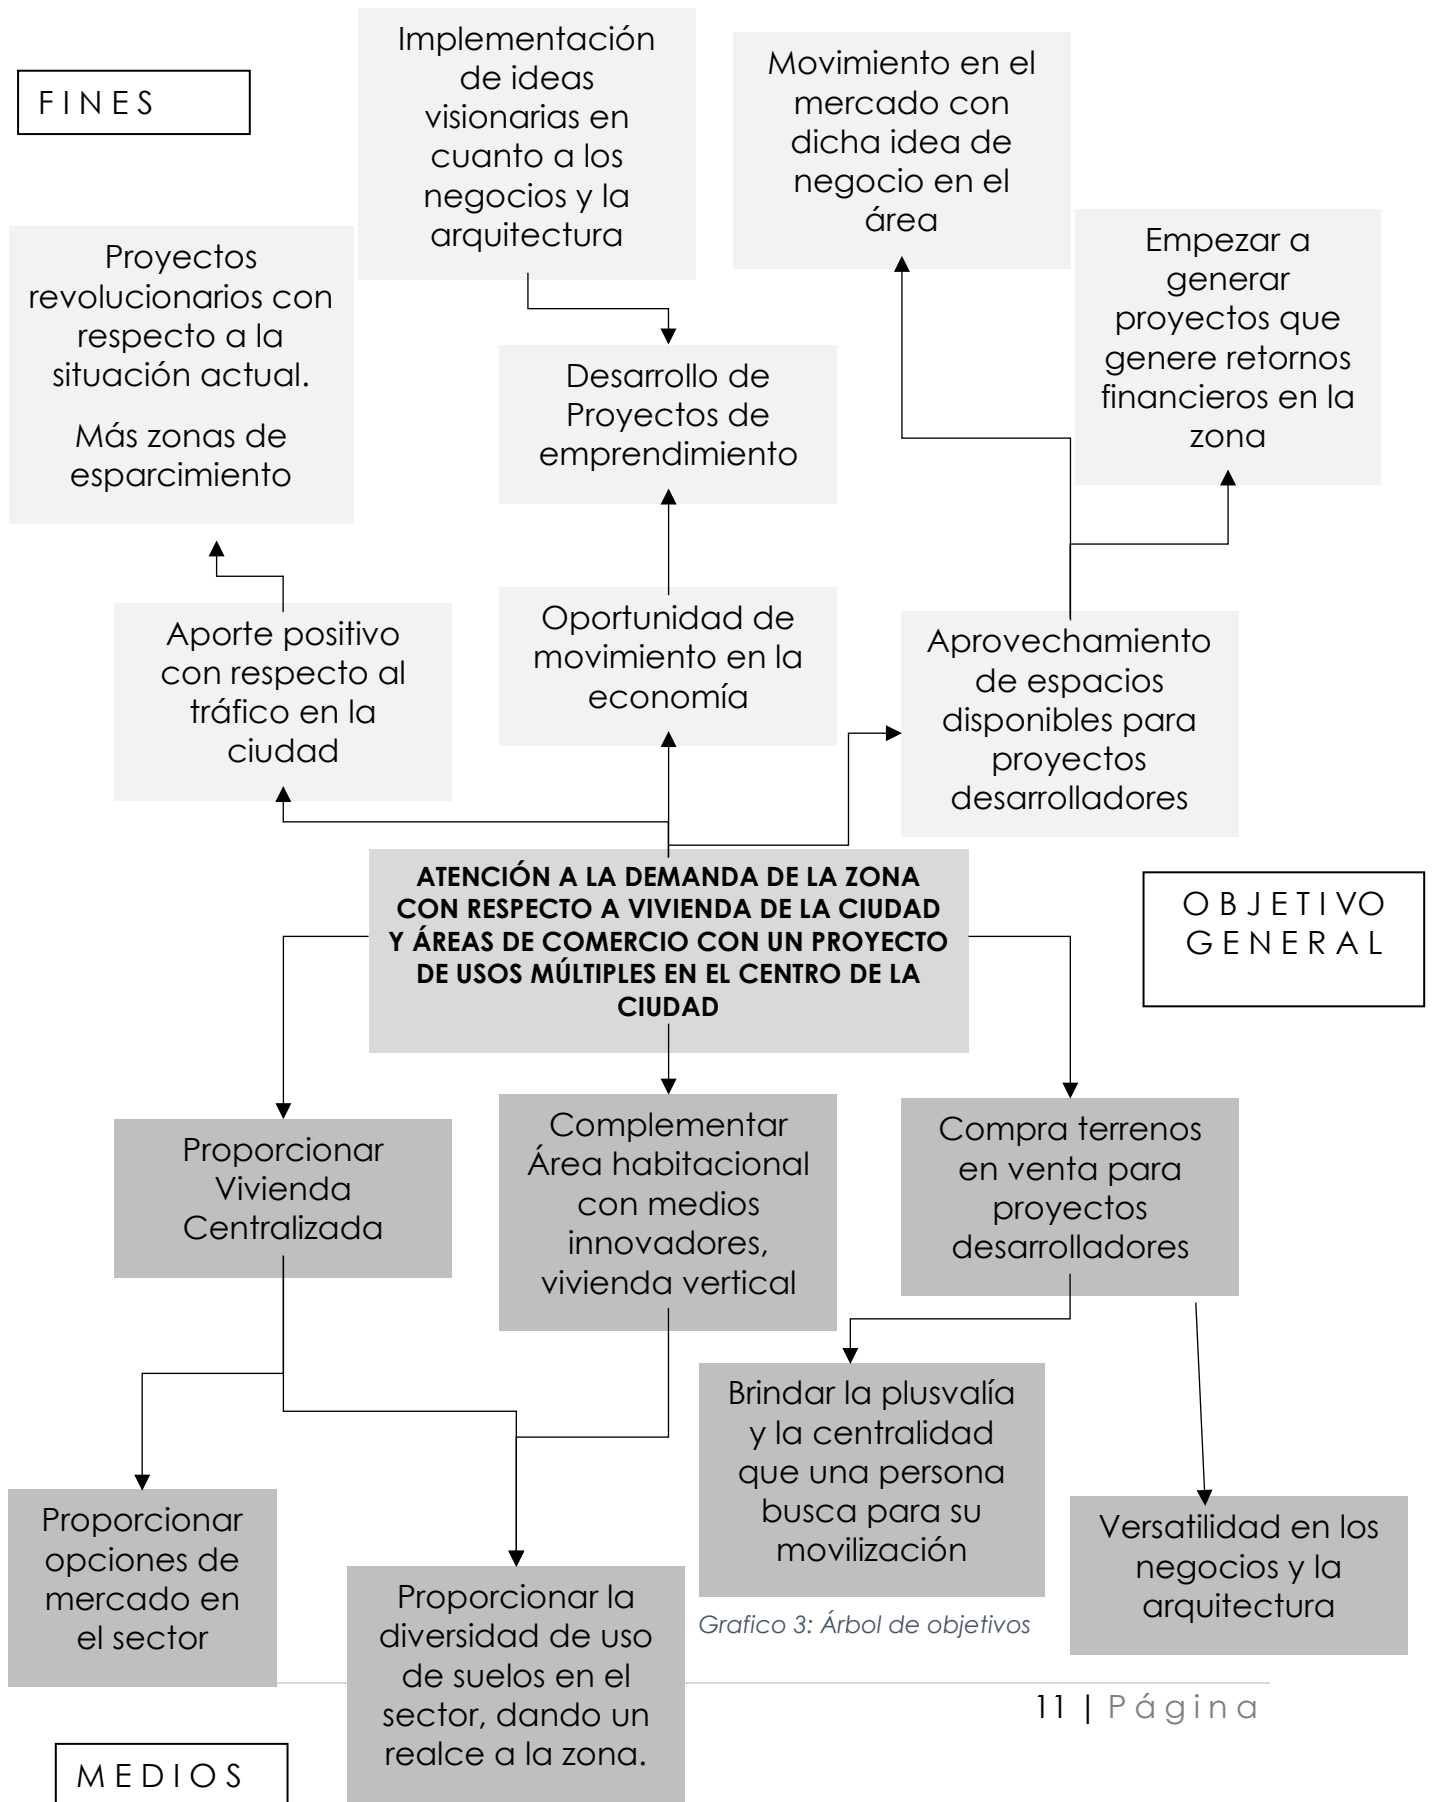 FINES
Implementación
de ideas
visionarias en
cuanto a los
negocios y la
arquitectura
Movimiento en el
mercado con
dicha idea de
negocio en el
área
Proyectos
revolucionarios con
respecto a la
situación actual.
Más zonas de
esparcimiento
Desarrollo de
Proyectos de
emprendimiento
Empezar a
generar
proyectos que
genere retornos
financieros en la
zona
Aporte positivo
con respecto al
tráfico en la
ciudad
Oportunidad de
movimiento en la
economía
Aprovechamiento
de espacios
disponibles para
proyectos
desarrolladores
ATENCIÓN A LA DEMANDA DE LA ZONA
CON RESPECTO A VIVIENDA DE LA CIUDAD
Y ÁREAS DE COMERCIO CON UN PROYECTO
DE USOS MÚLTIPLES EN EL CENTRO DE LA
CIUDAD
OBJETIVO
GENERAL
Proporcionar
Vivienda
Centralizada
Complementar
Área habitacional
con medios
innovadores,
vivienda vertical
Compra terrenos
en venta para
proyectos
desarrolladores
Brindar la plusvalía
y la centralidad
que una persona
busca para su
movilización
Versatilidad en los
negocios y la
arquitectura
Proporcionar
opciones de
mercado en
el sector
Proporcionar la
diversidad de uso
de suelos en el
sector, dando un
realce a la zona.
Grafico 3: Árbol de objetivos
11 | Página
MEDIOS